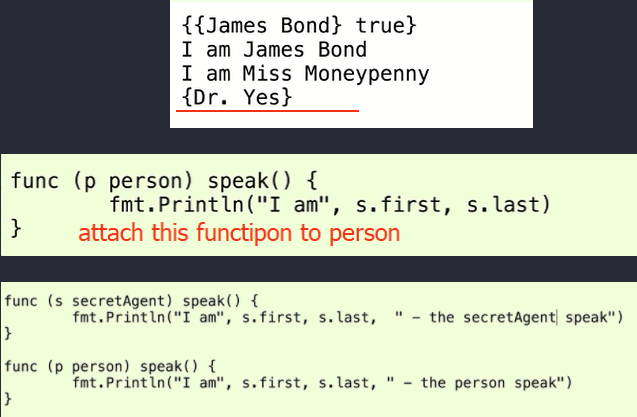 {{James Bond} true}
I am James Bond
I am Miss Moneypenny
{Dr. Yes}
func (p person) speak() {
fmt.Println("I am", s.first, s.last)
}
attach this functipon to person
func (s secretAgent) speak() {
fmt.Println("I am", s.first, s.last, " - the secretAgent speak")
}
func (p person) speak() {
fmt.Println("I am", s.first, s.last, " - the person speak")
}